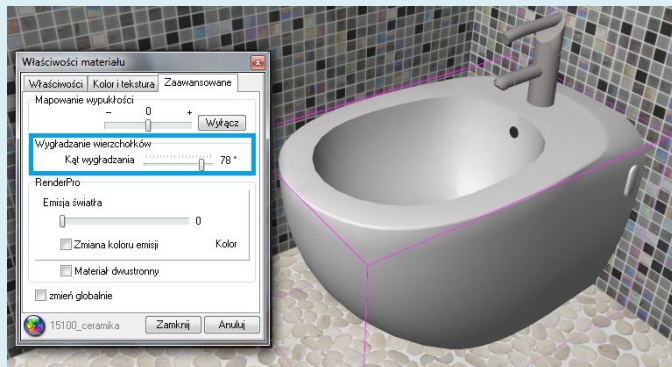 Właściwości materiału
Właściwości Kolor i tekstura Zaawansowane
Mapowanie wypukłości
– 0 +
Wyłącz
Wygładzanie wierzchołków
Kąt wygładzania 78 °
RenderPro
Emisja światła
0
Zmiana koloru emisji Kolor
Materiał dwustronny
zmień globalnie
15100_ceramika Zamknij Anuluj